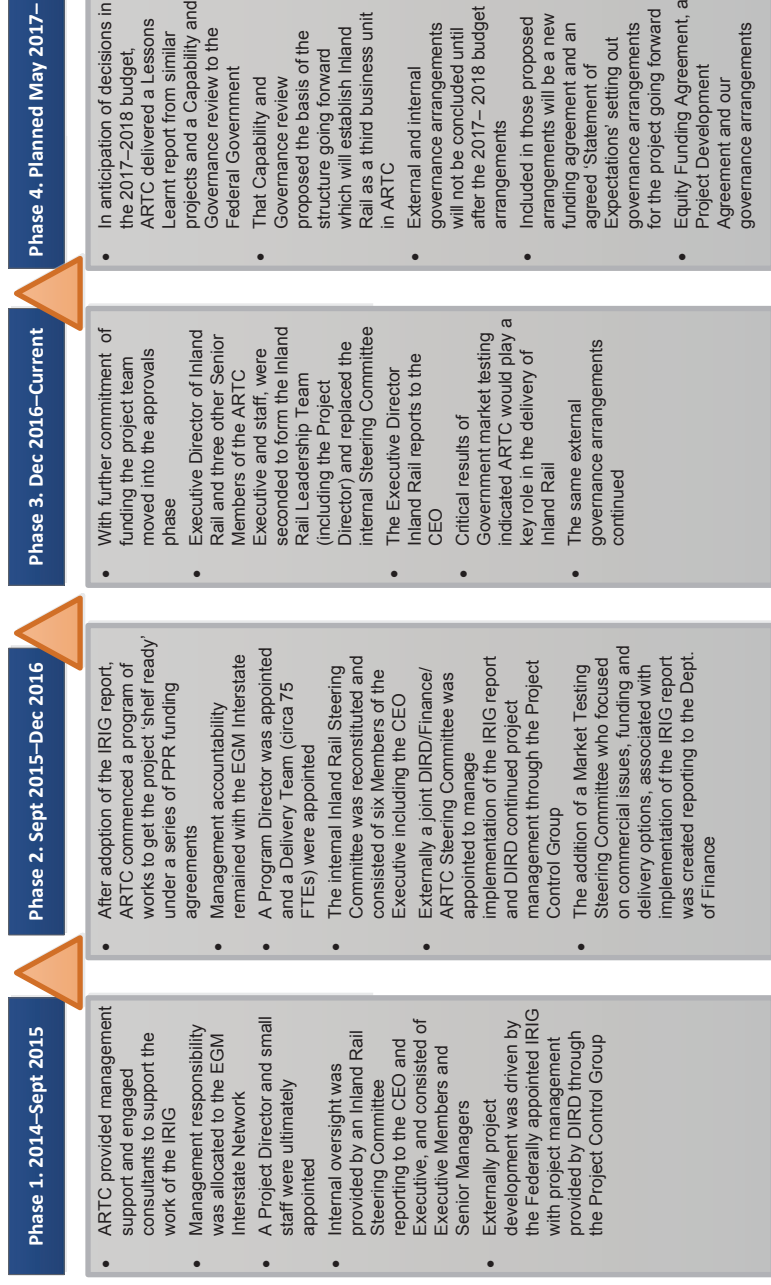 Phase 1. 2014–Sept 2015
• ARTC provided management
support and engaged
consultants to support the
work of the IRIG
• Management responsibility
was allocated to the EGM
Interstate Network
• A Project Director and small
staff were ultimately
appointed
• Internal oversight was
provided by an Inland Rail
Steering Committee
reporting to the CEO and
Executive, and consisted of
Executive Members and
Senior Managers
• Externally project
development was driven by
the Federally appointed IRIG
with project management
provided by DIRD through
the Project Control Group
Phase 2. Sept 2015–Dec 2016
• After adoption of the IRIG report,
ARTC commenced a program of
works to get the project ‘shelf ready’
under a series of PPR funding
agreements
• Management accountability
remained with the EGM Interstate
• A Program Director was appointed
and a Delivery Team (circa 75
FTEs) were appointed
• The internal Inland Rail Steering
Committee was reconstituted and
consisted of six Members of the
Executive including the CEO
• Externally a joint DIRD/Finance/
ARTC Steering Committee was
appointed to manage
implementation of the IRIG report
and DIRD continued project
management through the Project
Control Group
• The addition of a Market Testing
Steering Committee who focused
on commercial issues, funding and
delivery options, associated with
implementation of the IRIG report
was created reporting to the Dept.
of Finance
Phase 3. Dec 2016–Current
• With further commitment of
funding the project team
moved into the approvals
phase
• Executive Director of Inland
Rail and three other Senior
Members of the ARTC
Executive and staff, were
seconded to form the Inland
Rail Leadership Team
(including the Project
Director) and replaced the
internal Steering Committee
• The Executive Director
Inland Rail reports to the
CEO
• Critical results of
Government market testing
indicated ARTC would play a
key role in the delivery of
Inland Rail
• The same external
governance arrangements
continued
Phase 4. Planned May 2017–
• In anticipation of decisions in
the 2017–2018 budget,
ARTC delivered a Lessons
Learnt report from similar
projects and a Capability and
Governance review to the
Federal Government
• That Capability and
Governance review
proposed the basis of the
structure going forward
which will establish Inland
Rail as a third business unit
in ARTC
• External and internal
governance arrangements
will not be concluded until
after the 2017– 2018 budget
arrangements
• Included in those proposed
arrangements will be a new
funding agreement and an
agreed ‘Statement of
Expectations’ setting out
governance arrangements
for the project going forward
• Equity Funding Agreement, a
Project Development
Agreement and our
governance arrangements